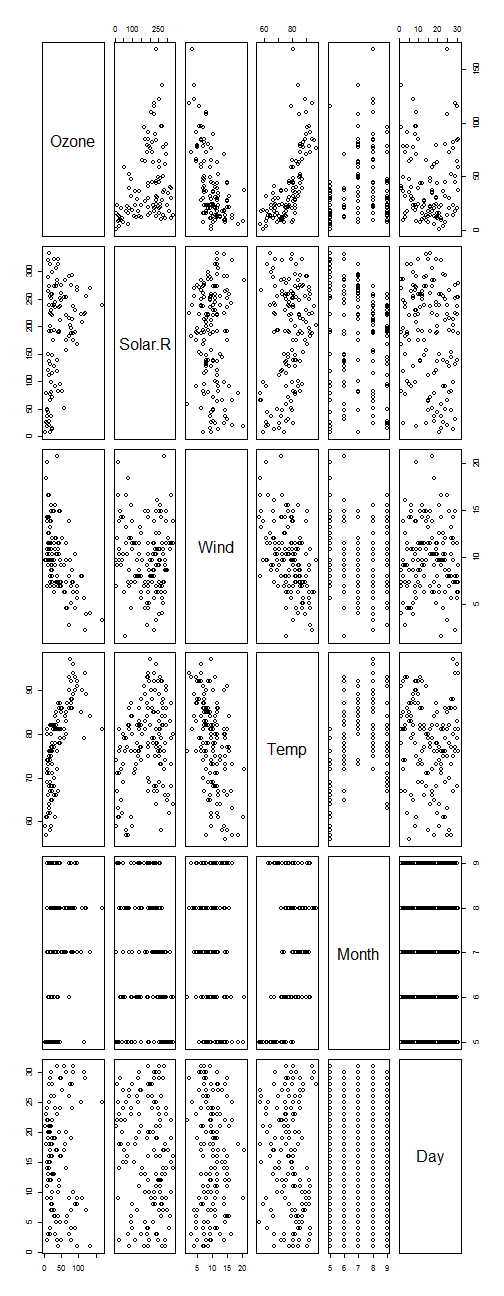 0 100 250
60 80
0 10 20 30
Ozone
0 50 100 150
Solar.R
0 50 100 150 200 250 300
Wind
5 10 15 20
Temp
60 70 80 90
Month
5 6 7 8 9
Day
0 5 10 15 20 25 30
0 50 100
5 10 15 20
5 6 7 8 9